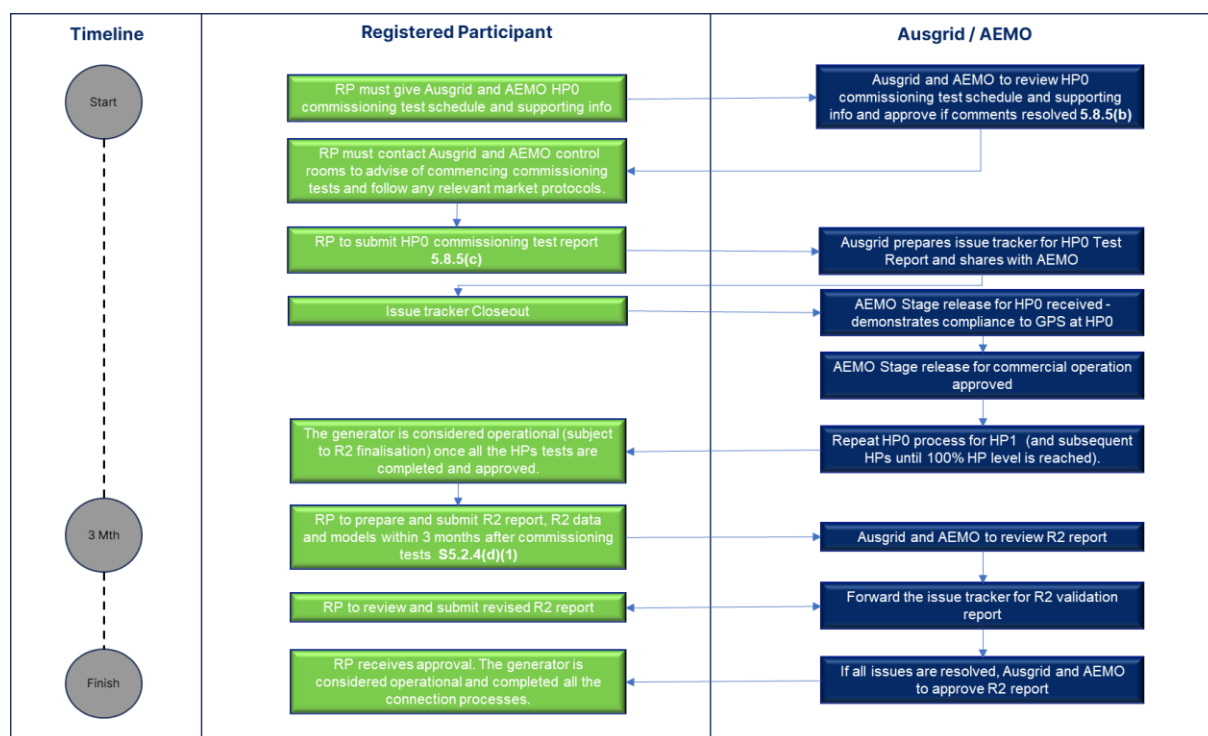 Timeline
Registered Participant
Ausgrid / AEMO
Start
RP must give Ausgrid and AEMO HP0
commissioning test schedule and supporting info
Ausgrid and AEMO to review HP0
commissioning test schedule and supporting
info and approve if comments resolved 5.8.5(b)
RP must contact Ausgrid and AEMO control
rooms to advise of commencing commissioning
tests and follow any relevant market protocols.
RP to submit HP0 commissioning test report
5.8.5(c)
Ausgrid prepares issue tracker for HP0 Test
Report and shares with AEMO
Issue tracker Closeout
AEMO Stage release for HP0 received -
demonstrates compliance to GPS at HP0
AEMO Stage release for commercial operation
approved
Repeat HP0 process for HP1 (and subsequent
HPs until 100% HP level is reached).
The generator is considered operational (subject
to R2 finalisation) once all the HPs tests are
completed and approved.
3 Mth
RP to prepare and submit R2 report, R2 data
and models within 3 months after commissioning
tests S5.2.4(d)(1)
Ausgrid and AEMO to review R2 report
Forward the issue tracker for R2 validation
report
RP to review and submit revised R2 report
Finish
If all issues are resolved, Ausgrid and AEMO
to approve R2 report
RP receives approval. The generator is
considered operational and completed all the
connection processes.